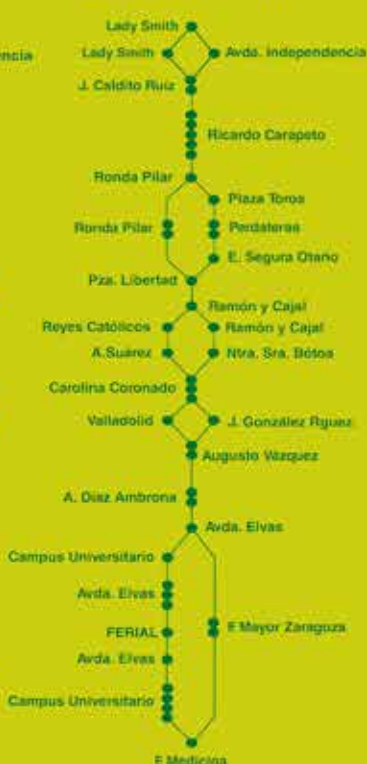 Lady Smith
encia
Lady Smith
Avda. Independencia
J. Caldito Ruiz
Ricardo Carapeto
Ronda Pilar
Plaza Toros
Ronda Pilar
Perdaleras
E. Segura Otaño
Pza. Libertad
Ramón y Cajal
Reyes Católicos
Ramón y Cajal
A.Suárez
Ntra. Sra. Bótoa
Carolina Coronado
Valladolid
J. González Rguez.
Augusto Vázquez
A. Díaz Ambrona
Avda. Elvas
Campus Universitario
Avda. Elvas
FERIAL
F Mayor Zaragoza
Avda. Elvas
Campus Universitario
F Medicina